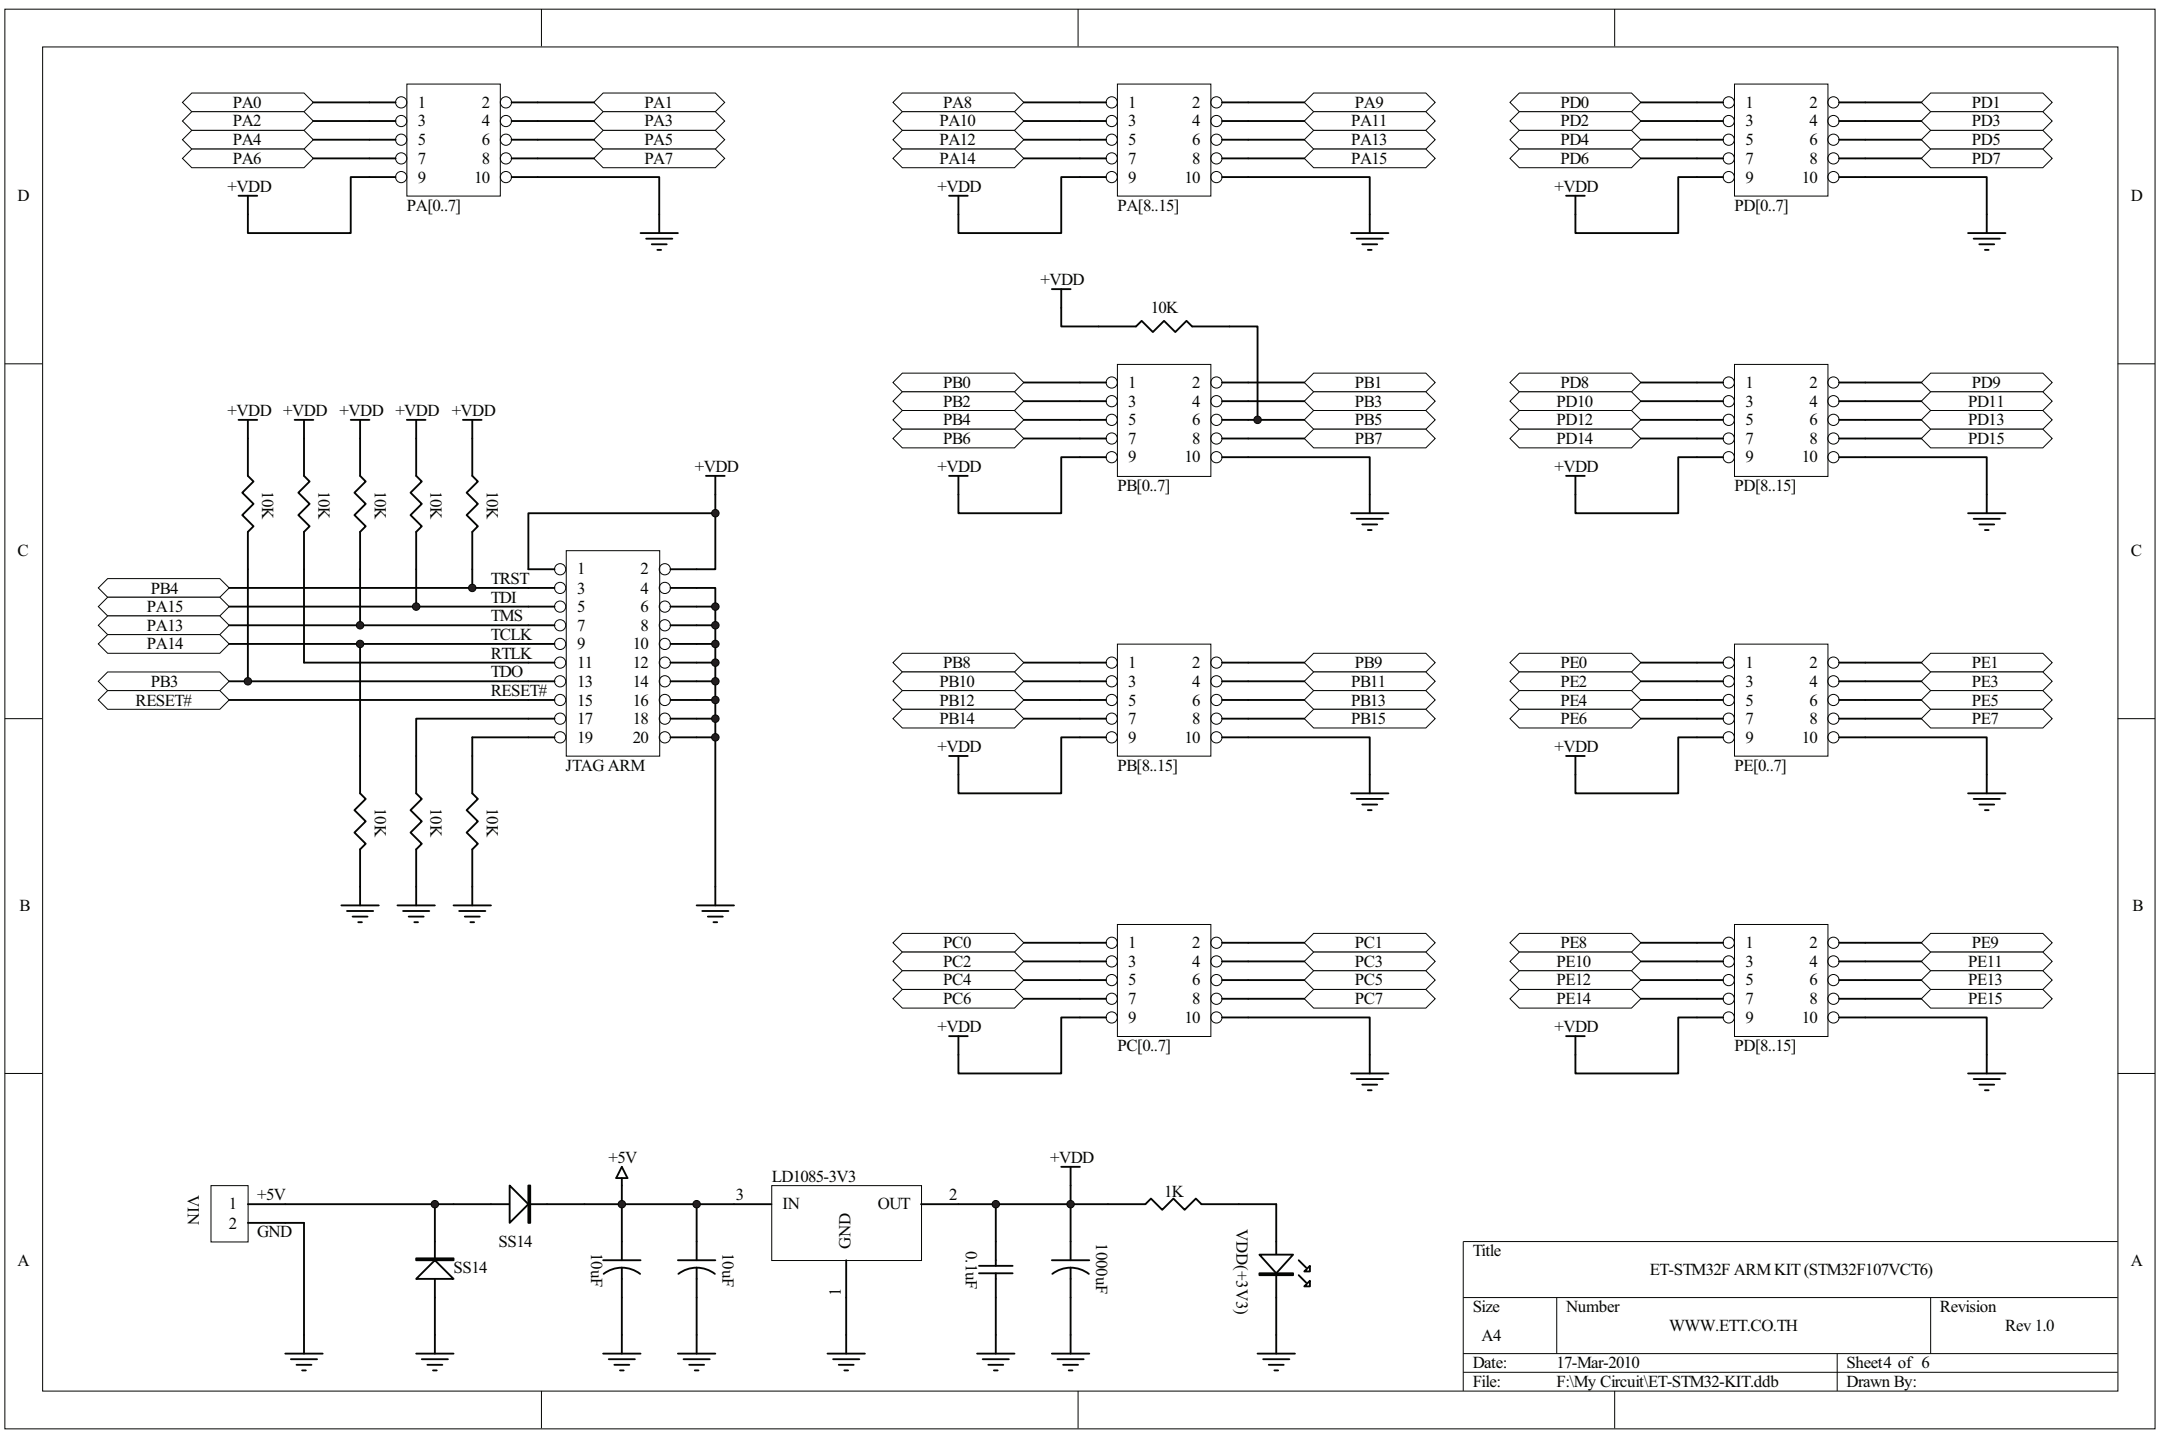 PA0 1 2 PA1
PA2 3 4 PA3
PA4 5 6 PA5
PA6 7 8 PA7
+VDD 9 10
PA[0..7]
PA8 1 2 PA9
PA10 3 4 PA11
PA12 5 6 PA13
PA14 7 8 PA15
+VDD 9 10
PA[8..15]
PD0 1 2 PD1
PD2 3 4 PD3
PD4 5 6 PD5
PD6 7 8 PD7
+VDD 9 10
PD[0..7]
D
D
+VDD
10K
PB0 1 2 PB1
PB2 3 4 PB3
PB4 5 6 PB5
PB6 7 8 PB7
+VDD 9 10
PB[0..7]
PD8 1 2 PD9
PD10 3 4 PD11
PD12 5 6 PD13
PD14 7 8 PD15
+VDD 9 10
PD[8..15]
+VDD +VDD +VDD +VDD +VDD
10K 10K 10K 10K 10K
+VDD
C
C
1 2
PB4 TRST 3 4
PA15 TDI 5 6
PA13 TMS 7 8
PA14 TCLK 9 10
RTLK 11 12
PB3 TDO 13 14
RESET# RESET# 15 16
17 18
19 20
JTAG ARM
10K 10K 10K
PB8 1 2 PB9
PB10 3 4 PB11
PB12 5 6 PB13
PB14 7 8 PB15
+VDD 9 10
PB[8..15]
PE0 1 2 PE1
PE2 3 4 PE3
PE4 5 6 PE5
PE6 7 8 PE7
+VDD 9 10
PE[0..7]
B
B
PC0 1 2 PC1
PC2 3 4 PC3
PC4 5 6 PC5
PC6 7 8 PC7
+VDD 9 10
PC[0..7]
PE8 1 2 PE9
PE10 3 4 PE11
PE12 5 6 PE13
PE14 7 8 PE15
+VDD 9 10
PD[8..15]
VIN
1 +5V
2 GND
SS14
SS14
+5V
10uF
10uF
LD1085-3V3
3 IN OUT 2
GND
1
0.1uF
+VDD
1000uF
1K
VDD(+3V3)
A
A
Title
ET-STM32F ARM KIT (STM32F107VCT6)
Size
A4
Number
WWW.ETT.CO.TH
Revision
Rev 1.0
Date: 17-Mar-2010 Sheet4 of 6
File: F:\My Circuit\ET-STM32-KIT.ddb Drawn By: